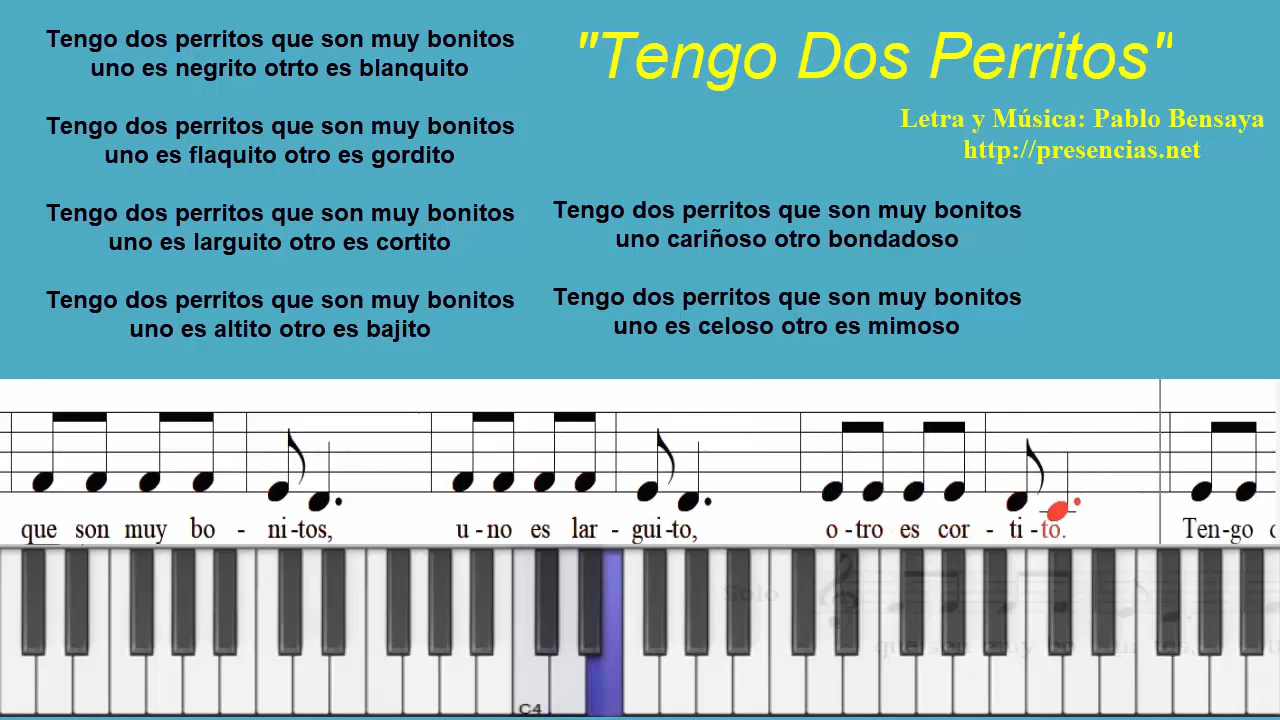 "Tengo Dos Perritos"
Letra y Música: Pablo Bensaya
http://presencias.net
Tengo dos perritos que son muy bonitos
uno es negrito otrto es blanquito
Tengo dos perritos que son muy bonitos
uno es flaquito otro es gordito
Tengo dos perritos que son muy bonitos
uno es larguito otro es cortito
Tengo dos perritos que son muy bonitos
uno es altito otro es bajito
Tengo dos perritos que son muy bonitos
uno cariñoso otro bondadoso
Tengo dos perritos que son muy bonitos
uno es celoso otro es mimoso
que son muy bo - ni-tos, u-no es lar - gui-to, o-tro es cor - ti-to. Ten-go
Solo
C4